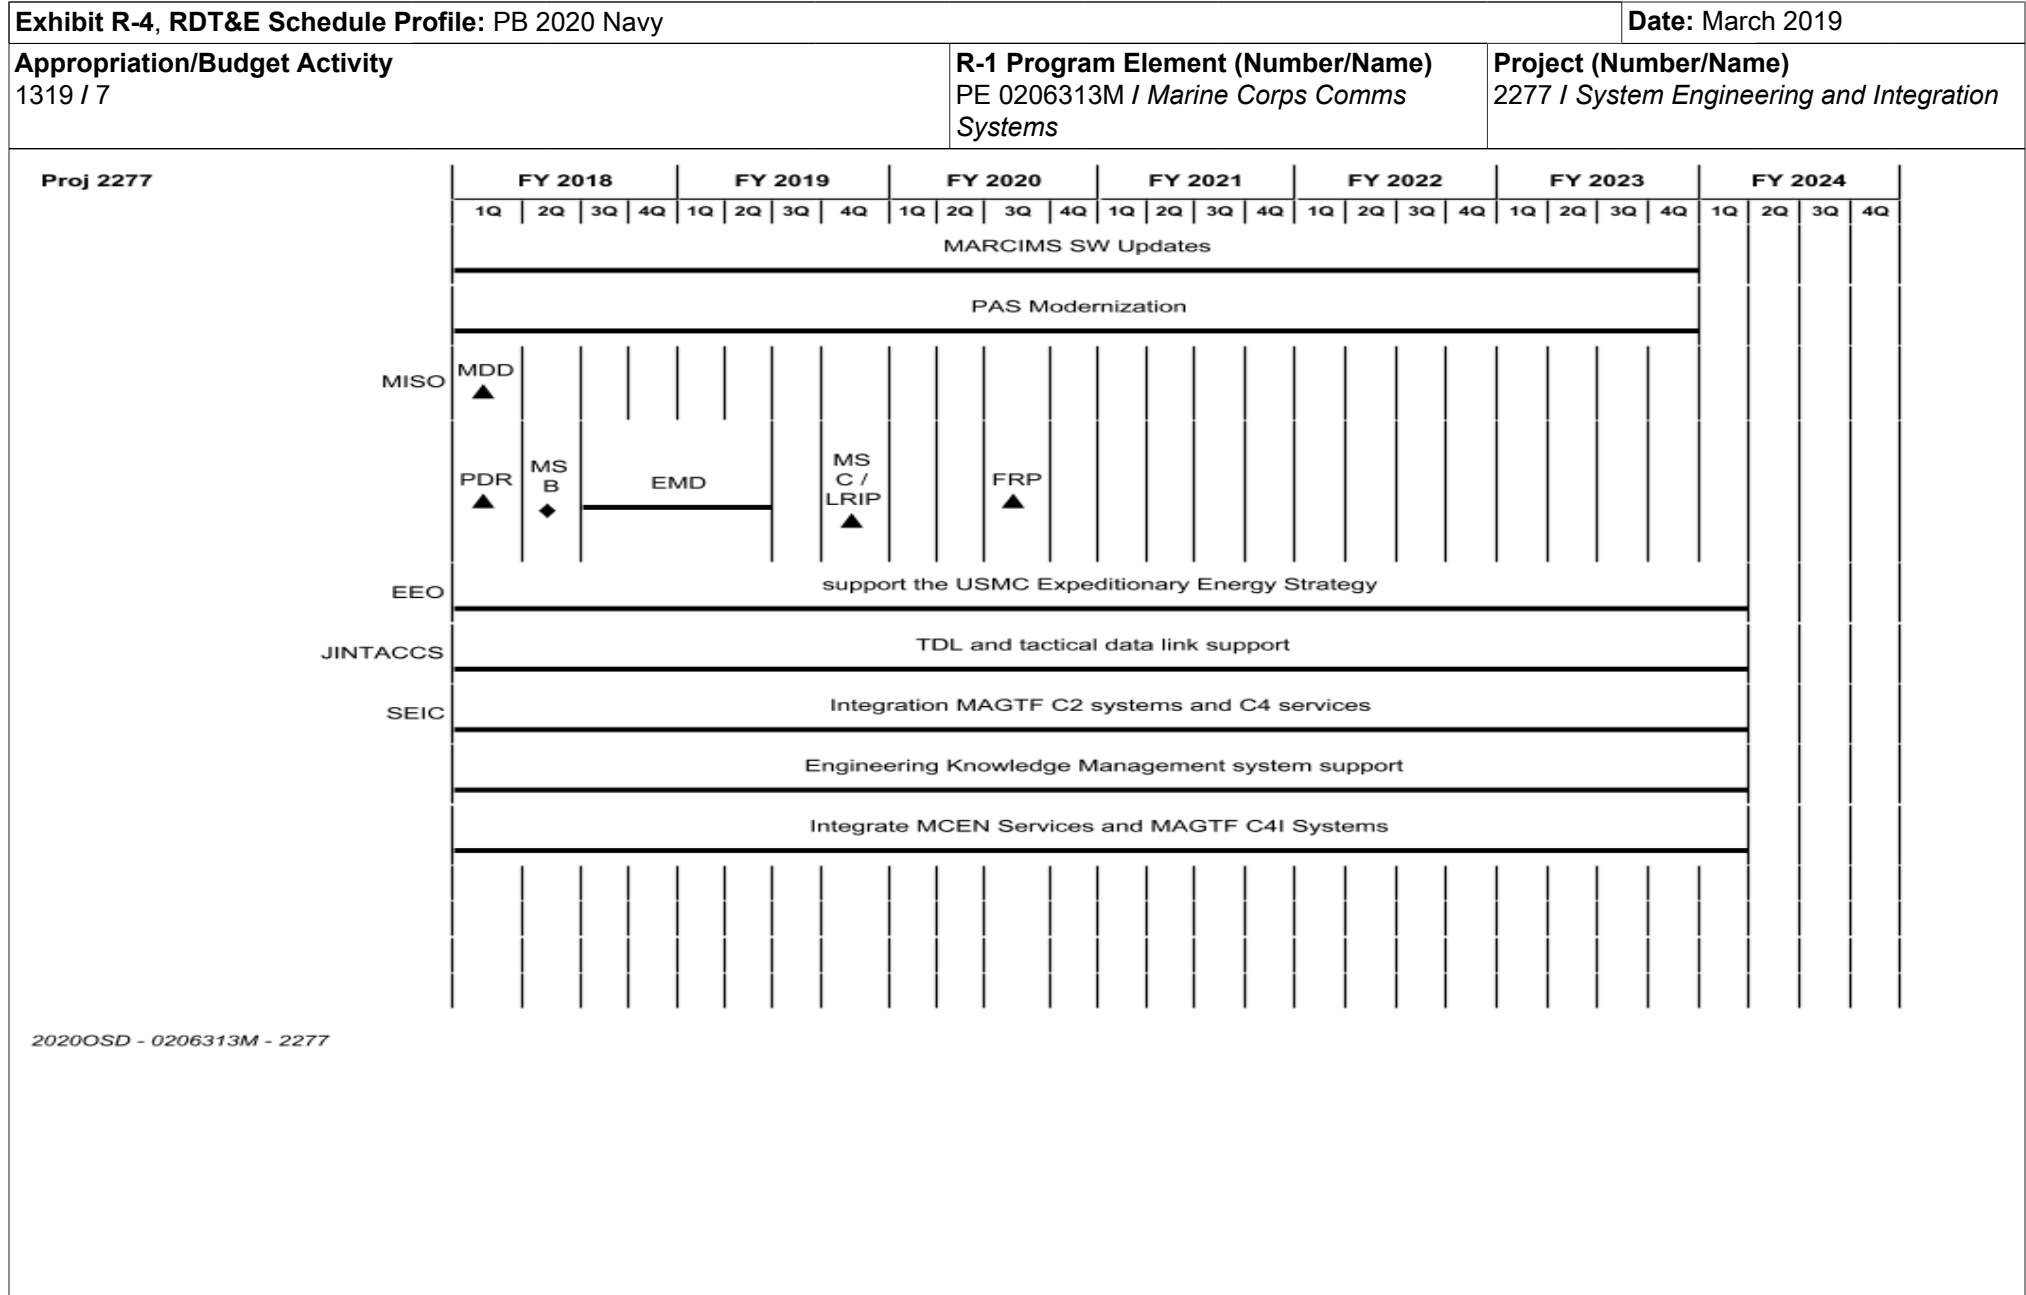 Exhibit R-4, RDT&E Schedule Profile: PB 2020 Navy
Date: March 2019
Appropriation/Budget Activity
1319 / 7
R-1 Program Element (Number/Name)
PE 0206313M / Marine Corps Comms
Systems
Project (Number/Name)
2277 / System Engineering and Integration
Proj 2277
FY 2018 FY 2019 FY 2020 FY 2021 FY 2022 FY 2023 FY 2024
1Q 2Q 3Q 4Q 1Q 2Q 3Q 4Q 1Q 2Q 3Q 4Q 1Q 2Q 3Q 4Q 1Q 2Q 3Q 4Q 1Q 2Q 3Q 4Q 1Q 2Q 3Q 4Q
MARCIMS SW Updates
PAS Modernization
MISO
MDD
PDR
MS
B
EMD
MS
C /
LRIP
FRP
EEO
support the USMC Expeditionary Energy Strategy
JINTACCS
TDL and tactical data link support
SEIC
Integration MAGTF C2 systems and C4 services
Engineering Knowledge Management system support
Integrate MCEN Services and MAGTF C4I Systems
2020OSD - 0206313M - 2277